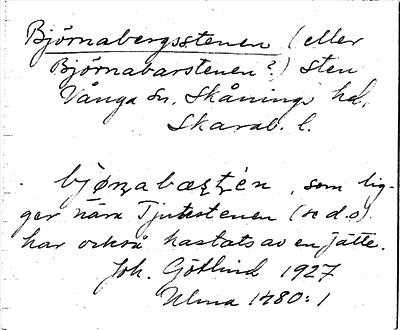 Björnabergsstenen (eller
Björnabarstenen?) sten
Vånga sn, Skånings hd,
Skarab. l.
bjǫrnabæʂʈén, som lig-
ger nära Tjutestenen (se d.o).
har också kastats av en jätte.
Joh. Götlind 1927
Ulma 1480:1